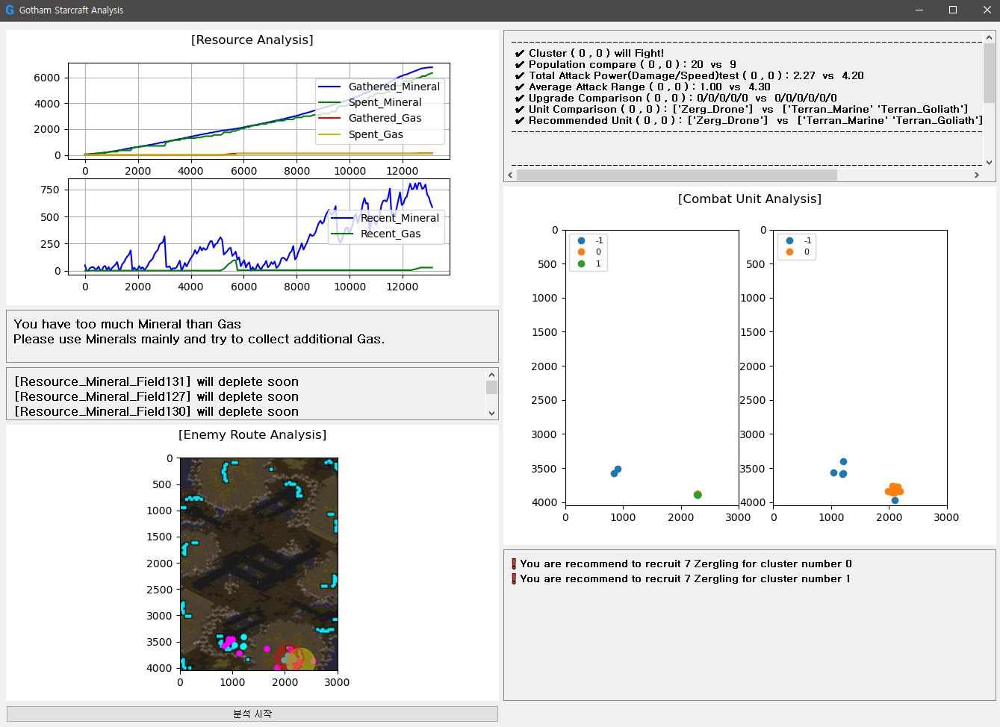 Gotham Starcraft Analysis
[Resource Analysis]
6000
4000
2000
0
Gathered_Mineral
Spent_Mineral
Gathered_Gas
Spent_Gas
0 2000 4000 6000 8000 10000 12000
750
500
250
0
Recent_Mineral
Recent_Gas
0 2000 4000 6000 8000 10000 12000
You have too much Mineral than Gas
Please use Minerals mainly and try to collect additional Gas.
[Resource_Mineral_Field131] will deplete soon
[Resource_Mineral_Field127] will deplete soon
[Resource_Mineral_Field130] will deplete soon
[Enemy Route Analysis]
0
500
1000
1500
2000
2500
3000
3500
4000
0 1000 2000 3000
분석 시작
✔ Cluster ( 0 , 0 ) will Fight!
✔ Population compare ( 0 , 0 ) : 20 vs 9
✔ Total Attack Power(Damage/Speed)test ( 0 , 0 ) : 2.27 vs 4.20
✔ Average Attack Range ( 0 , 0 ) : 1.00 vs 4.30
✔ Upgrade Comparison ( 0 , 0 ) : 0/0/0/0/0 vs 0/0/0/0/0/0
✔ Unit Comparison ( 0 , 0 ) : ['Zerg_Drone'] vs ['Terran_Marine' 'Terran_Goliath']
✔ Recommended Unit ( 0 , 0 ) : ['Zerg_Drone'] vs ['Terran_Marine' 'Terran_Goliath']
[Combat Unit Analysis]
0
500
1000
1500
2000
2500
3000
3500
4000
-1
0
1
0 1000 2000 3000
0
500
1000
1500
2000
2500
3000
3500
4000
-1
0
0 1000 2000 3000
❗You are recommend to recruit 7 Zergling for cluster number 0
❗You are recommend to recruit 7 Zergling for cluster number 1